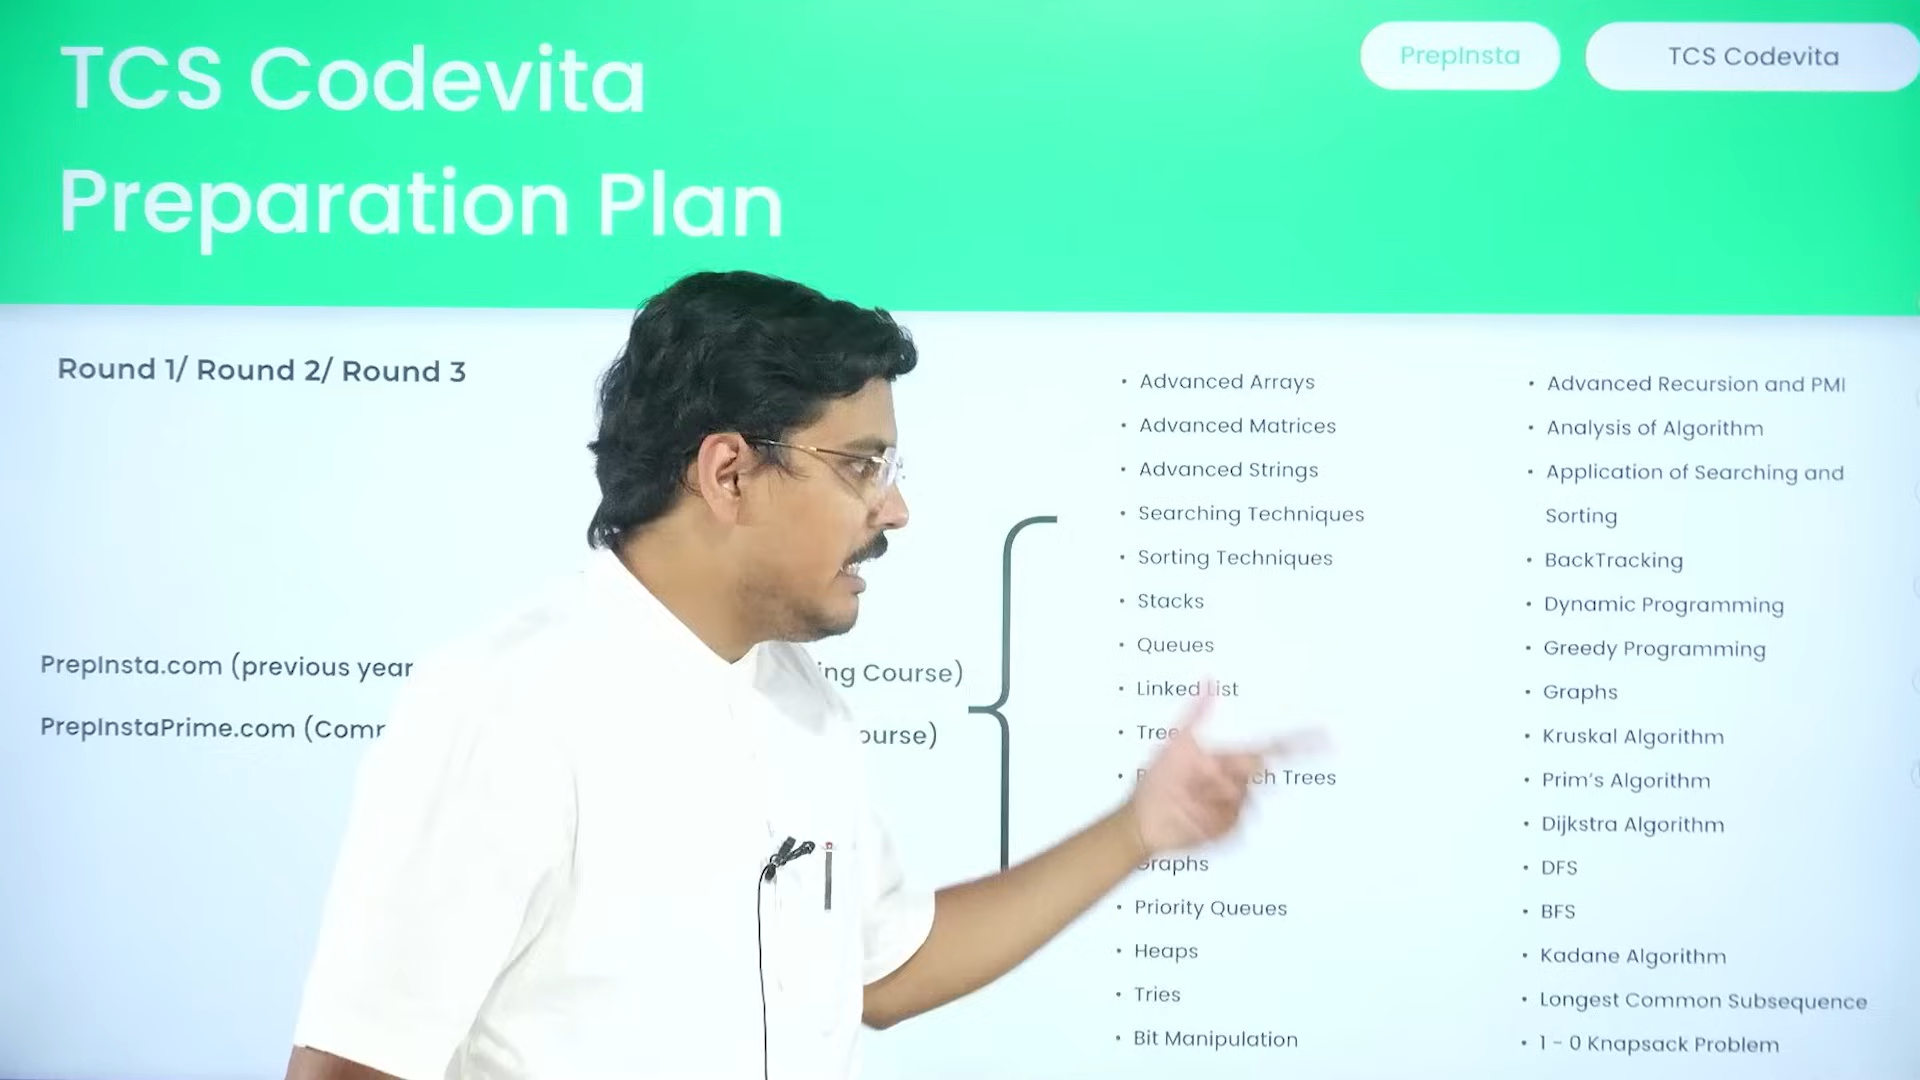 TCS Codevita
Preparation Plan
PrepInsta
TCS Codevita
Round 1/ Round 2/ Round 3
PrepInsta.com (previous year
ng Course)
PrepInstaPrime.com (Com
ourse)
• Advanced Arrays
• Advanced Matrices
• Advanced Strings
• Searching Techniques
• Sorting Techniques
• Stacks
• Queues
• Linked List
• Tree
• ch Trees
Graphs
• Priority Queues
• Heaps
• Tries
• Bit Manipulation
• Advanced Recursion and PMI
• Analysis of Algorithm
• Application of Searching and
Sorting
• BackTracking
• Dynamic Programming
• Greedy Programming
• Graphs
• Kruskal Algorithm
• Prim's Algorithm
• Dijkstra Algorithm
• DFS
• BFS
• Kadane Algorithm
• Longest Common Subsequence
• 1 - 0 Knapsack Problem